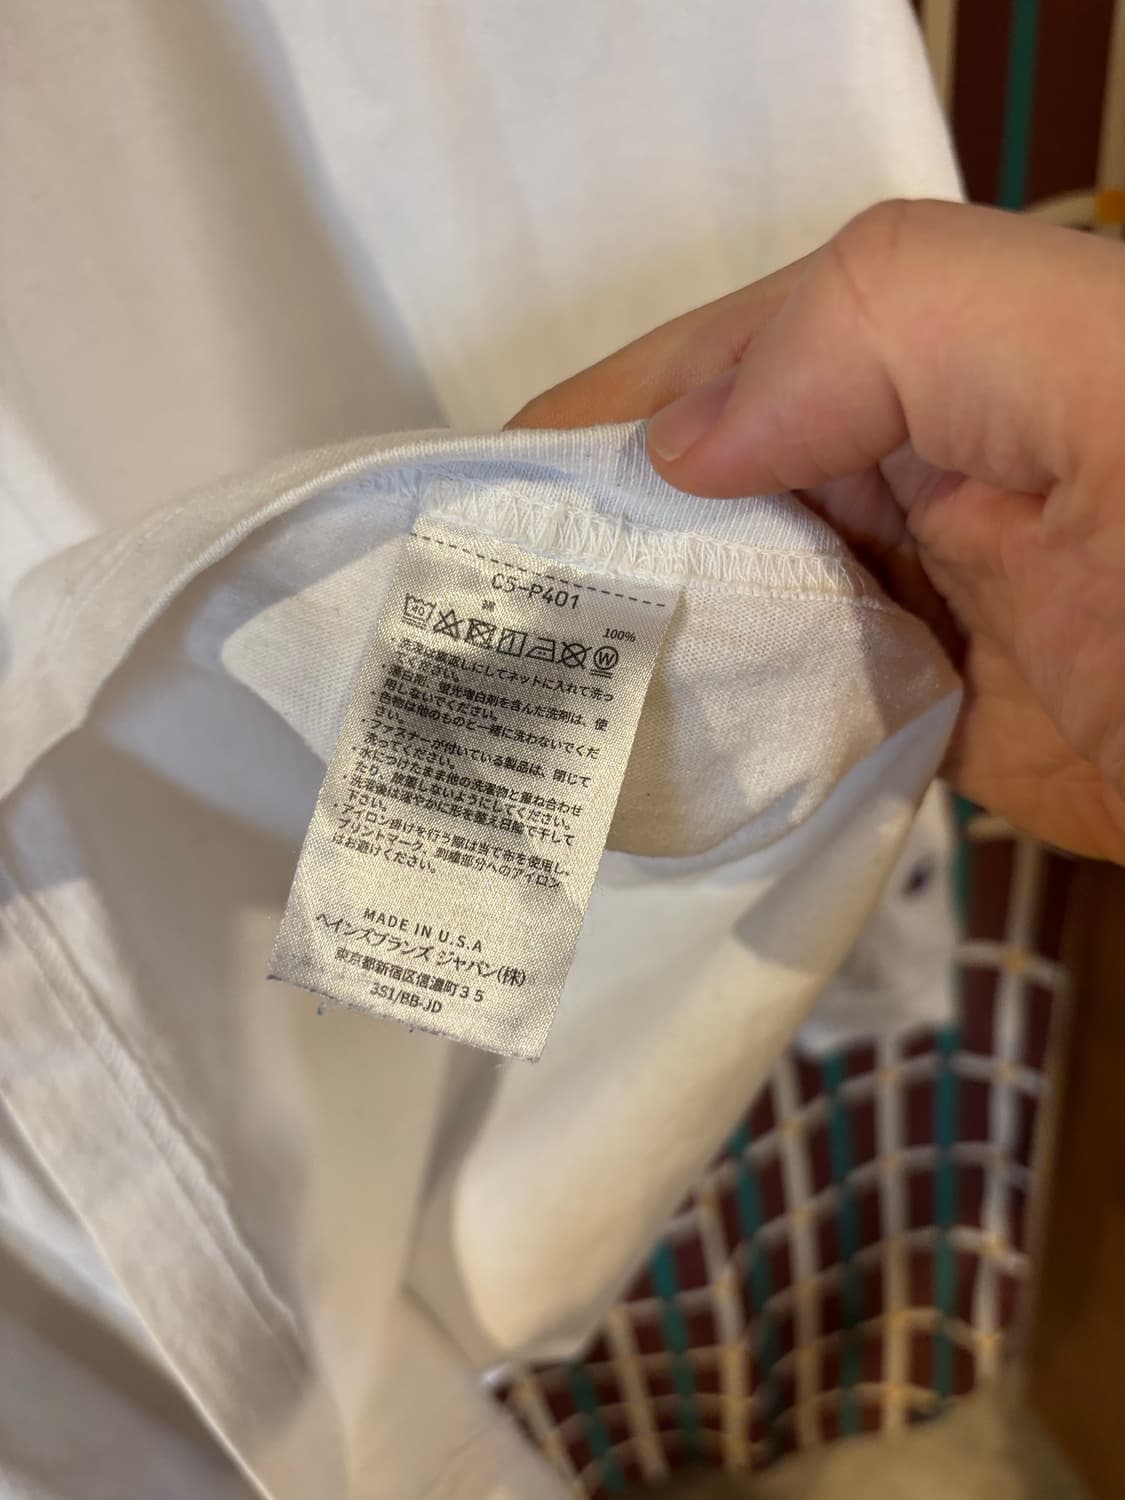 C5-P401
綿
100%
40
W
・洗濯は裏返しにしてネットに入れて洗っ
てください。
・漂白剤、蛍光増白剤を含んだ洗剤は、使
用しないでください。
・色物は他のものと一緒に洗わないでくだ
さい。
・ファスナーが付いている製品は、閉じて
洗ってください。
・水につけたまま他の洗濯物と重ね合わせ
たり、放置しないようにしてください。
・洗濯後は速やかに形を整え日陰で干して
下さい。
・アイロン掛けを行う際は当て布を使用し、
プリントマーク、刺繍部分へのアイロン
はお避けください。
MADE IN U.S.A
ヘインズブランズ ジャパン(株)
東京都新宿区信濃町35
3S1/BB-JD